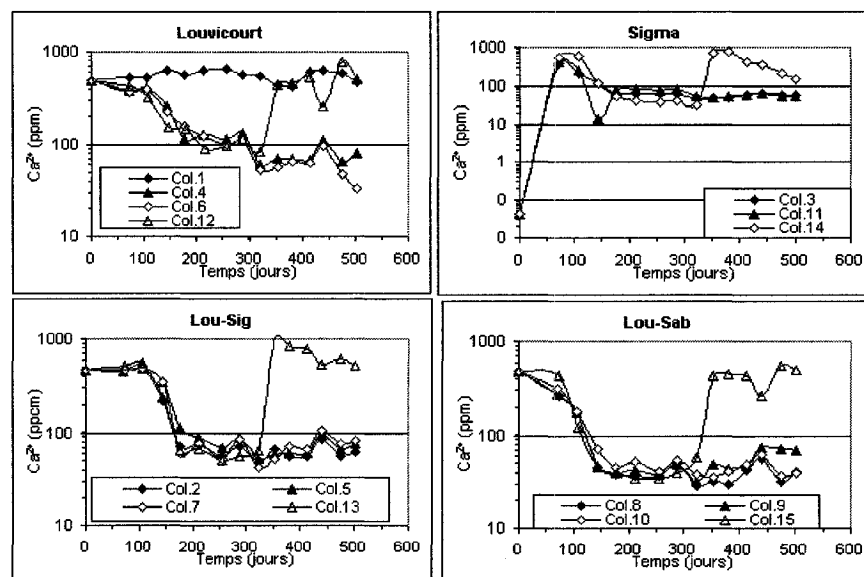 Louvicourt
1000
100
10
Ca²⁺ (ppm)
Col.1
Col.4
Col.6
Col.12
0 100 200 300 400 500 600
Temps (jours)
Sigma
1000
100
10
1
0
0
Ca²⁺ (ppm)
Col.3
Col.11
Col.14
0 100 200 300 400 500 600
Temps (jours)
Lou-Sig
1000
100
10
Ca²⁺ (ppcm)
Col.2 Col.5
Col.7 Col.13
0 100 200 300 400 500 600
Temps (jours)
Lou-Sab
1000
100
10
Ca²⁺ (ppm)
Col.8 Col.9
Col.10 Col.15
0 100 200 300 400 500 600
Temps (jours)